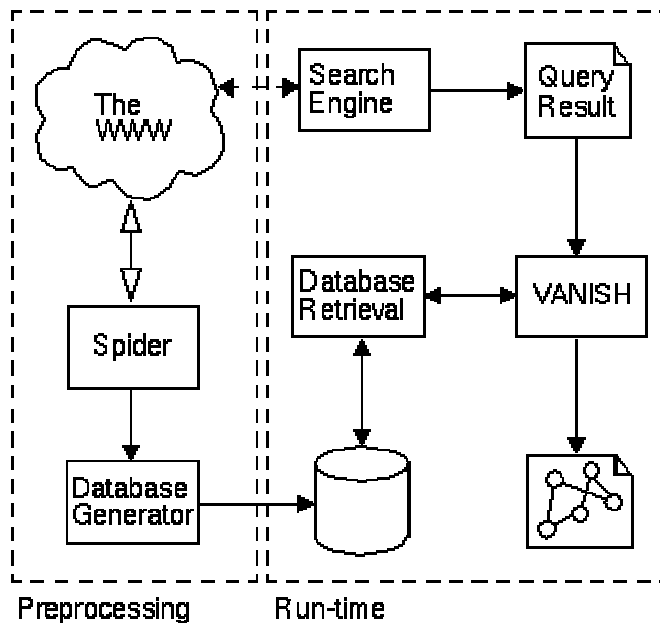 The
WWW
Search
Engine
Query
Result
Database
Retrieval
VANISH
Spider
Database
Generator
Preprocessing
Run-time